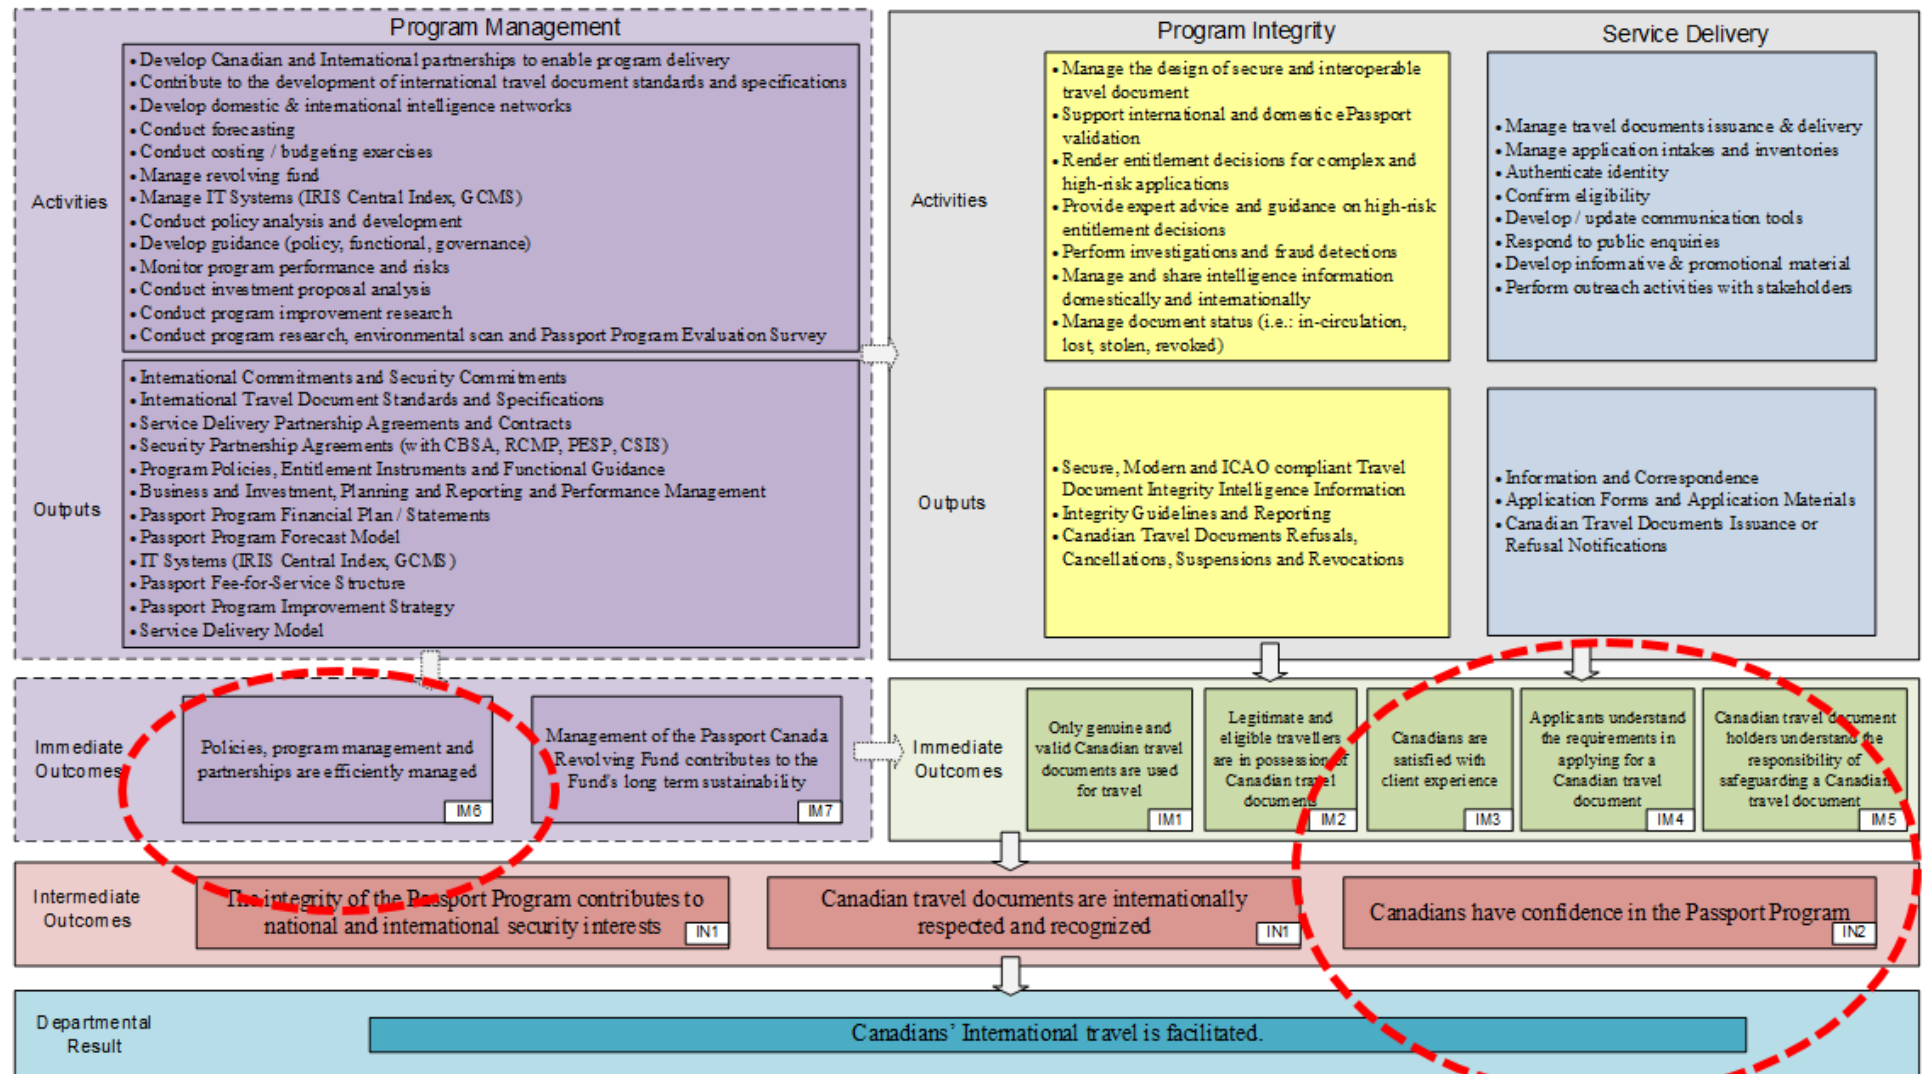 Program Management
Activities
• Develop Canadian and International partnerships to enable program delivery
• Contribute to the development of international travel document standards and specifications
• Develop domestic & international intelligence networks
• Conduct forecasting
• Conduct costing / budgeting exercises
• Manage revolving fund
• Manage IT Systems (IRIS Central Index, GCMS)
• Conduct policy analysis and development
• Develop guidance (policy, functional, governance)
• Monitor program performance and risks
• Conduct investment proposal analysis
• Conduct program improvement research
• Conduct program research, environmental scan and Passport Program Evaluation Survey
Outputs
• International Commitments and Security Commitments
• International Travel Document Standards and Specifications
• Service Delivery Partnership Agreements and Contracts
• Security Partnership Agreements (with CBSA, RCMP, PESP, CSIS)
• Program Policies, Entitlement Instruments and Functional Guidance
• Business and Investment, Planning and Reporting and Performance Management
• Passport Program Financial Plan / Statements
• Passport Program Forecast Model
• IT Systems (IRIS Central Index, GCMS)
• Passport Fee-for-Service Structure
• Passport Program Improvement Strategy
• Service Delivery Model
Program Integrity
Service Delivery
Activities
• Manage the design of secure and interoperable
travel document
• Support international and domestic ePassport
validation
• Render entitlement decisions for complex and
high-risk applications
• Provide expert advice and guidance on high-risk
entitlement decisions
• Perform investigations and fraud detections
• Manage and share intelligence information
domestically and internationally
• Manage document status (i.e.: in-circulation,
lost, stolen, revoked)
• Manage travel documents issuance & delivery
• Manage application intakes and inventories
• Authenticate identity
• Confirm eligibility
• Develop / update communication tools
• Respond to public enquiries
• Develop informative & promotional material
• Perform outreach activities with stakeholders
Outputs
• Secure, Modern and ICAO compliant Travel
Document Integrity Intelligence Information
• Integrity Guidelines and Reporting
• Canadian Travel Documents Refusals,
Cancellations, Suspensions and Revocations
• Information and Correspondence
• Application Forms and Application Materials
• Canadian Travel Documents Issuance or
Refusal Notifications
Immediate
Outcomes
Policies, program management and
partnerships are efficiently managed
IM6
Management of the Passport Canada
Revolving Fund contributes to the
Fund's long term sustainability
IM7
Immediate
Outcomes
Only genuine and
valid Canadian travel
documents are used
for travel
IM1
Legitimate and
eligible travellers
are in possession of
Canadian travel
documents
IM2
Canadians are
satisfied with
client experience
IM3
Applicants understand
the requirements in
applying for a
Canadian travel
document
IM4
Canadian travel document
holders understand the
responsibility of
safeguarding a Canadian
travel document
IM5
Intermediate
Outcomes
The integrity of the Passport Program contributes to
national and international security interests
IN1
Canadian travel documents are internationally
respected and recognized
IN1
Canadians have confidence in the Passport Program
IN2
Departmental
Result
Canadians' International travel is facilitated.